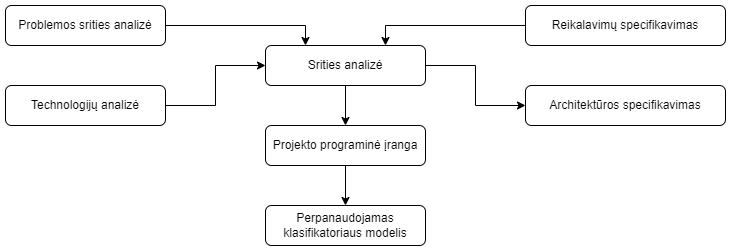 Problemos srities analizė
Reikalavimų specifikavimas
Srities analizė
Technologijų analizė
Architektūros specifikavimas
Projekto programinė įranga
Perpanaudojamas
klasifikatoriaus modelis